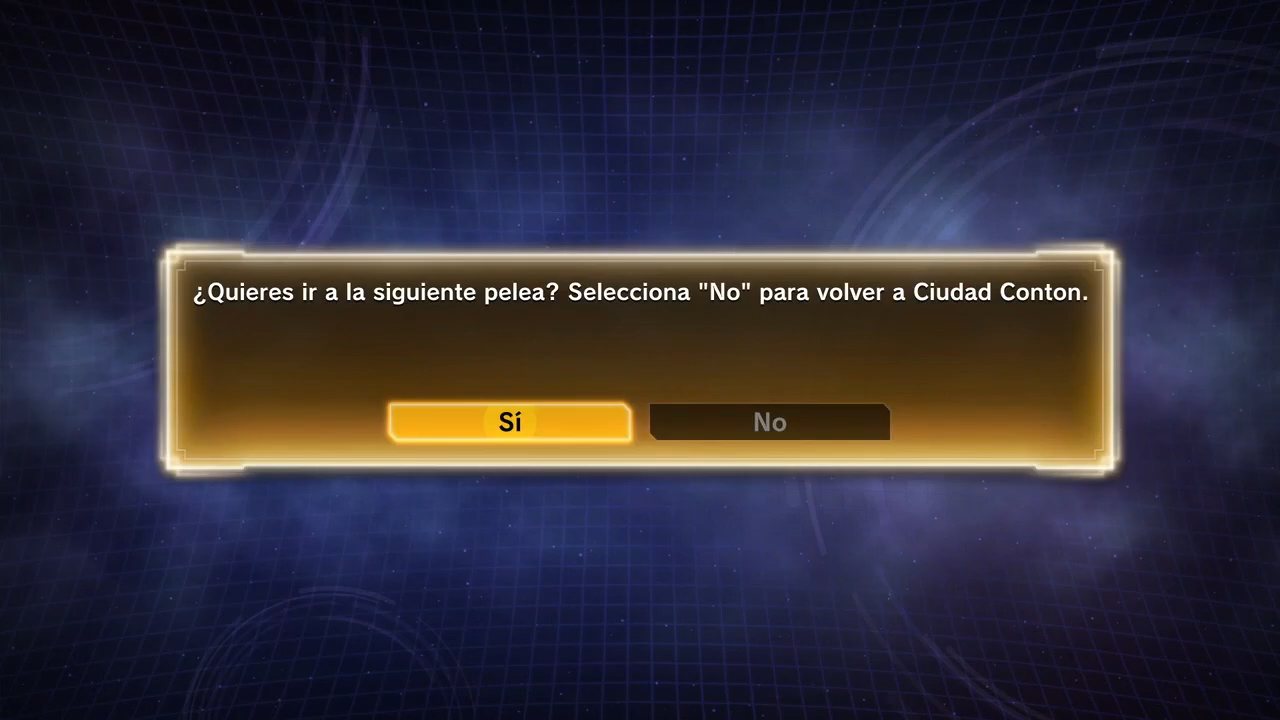 ¿Quieres ir a la siguiente pelea? Selecciona "No" para volver a Ciudad Conton.
Sí
No